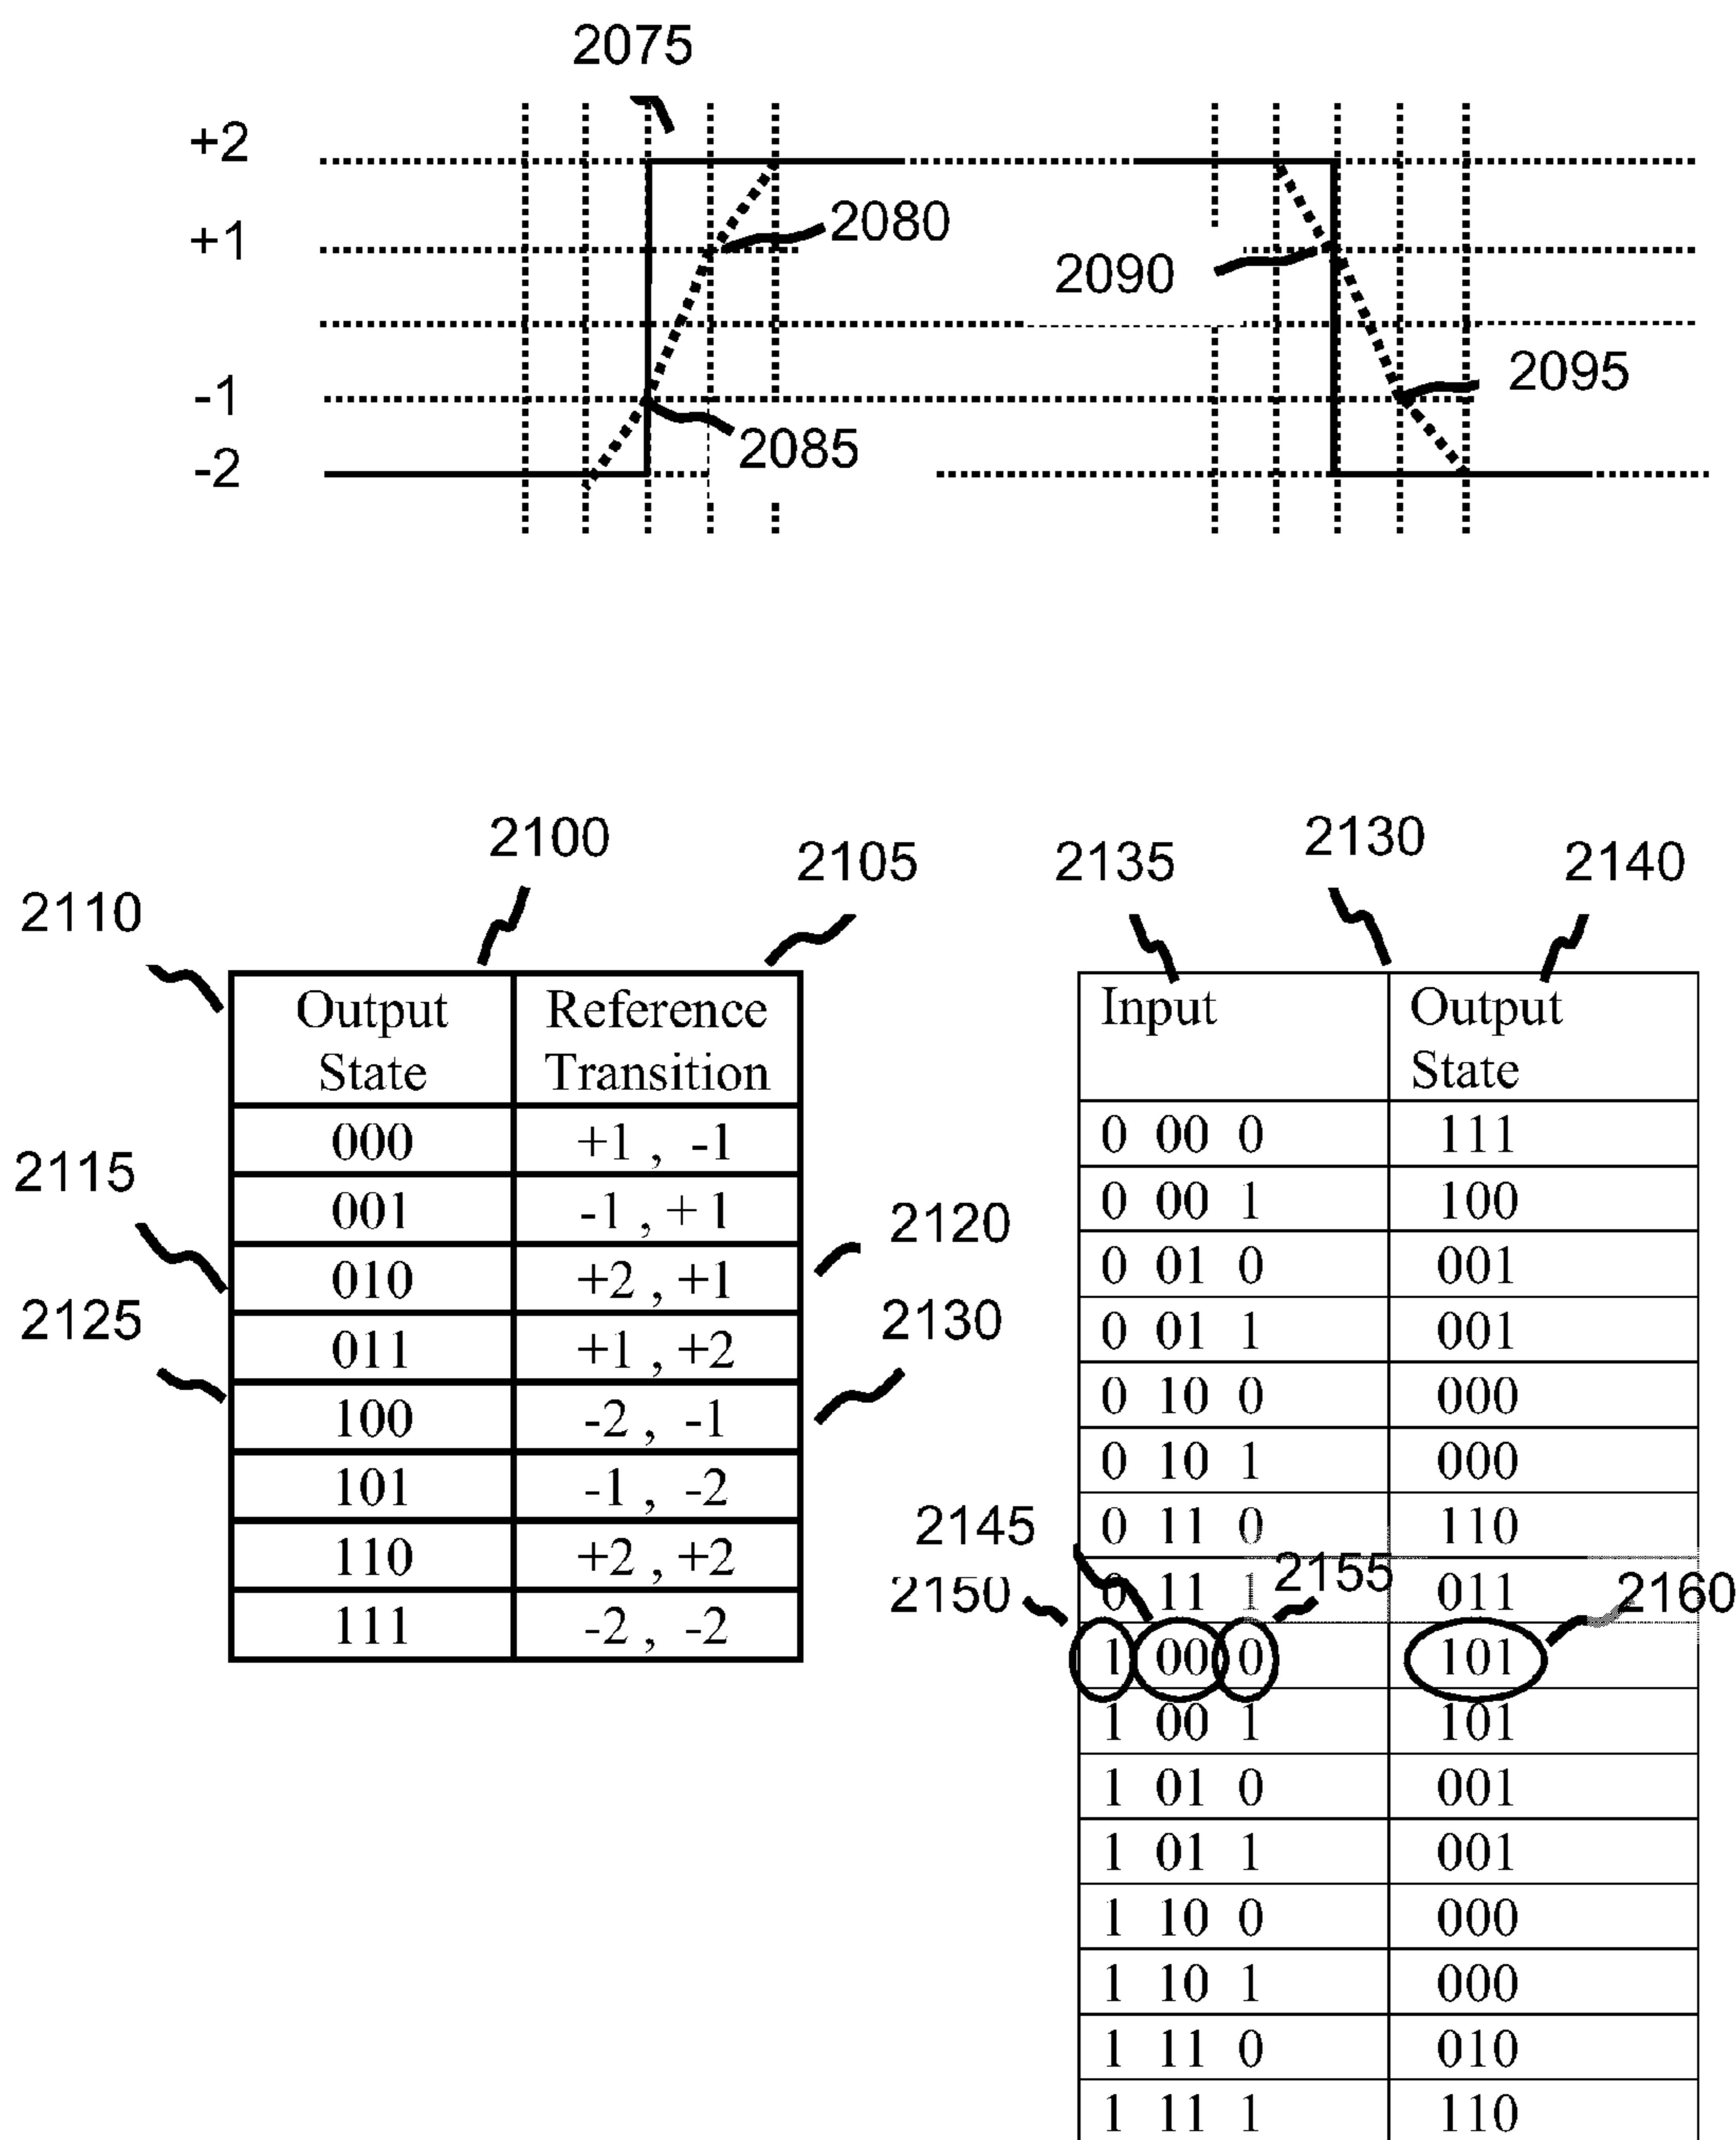 2075
+2
+1
2080
2090
-1
2095
2085
-2
2100
2105
2110
Output State	Reference Transition
000	+1 , -1
2115
001	-1 , +1
2120
010	+2 , +1
2125
2130
011	+1 , +2
100	-2 , -1
101	-1 , -2
110	+2 , +2
111	-2 , -2
2135
2130
2140
Input	Output State
0 00 0	111
0 00 1	100
0 01 0	001
0 01 1	001
0 10 0	000
0 10 1	000
2145
0 11 0	110
2150
2155
2160
0 11 1	011
1 00 0	101
1 00 1	101
1 01 0	001
1 01 1	001
1 10 0	000
1 10 1	000
1 11 0	010
1 11 1	110